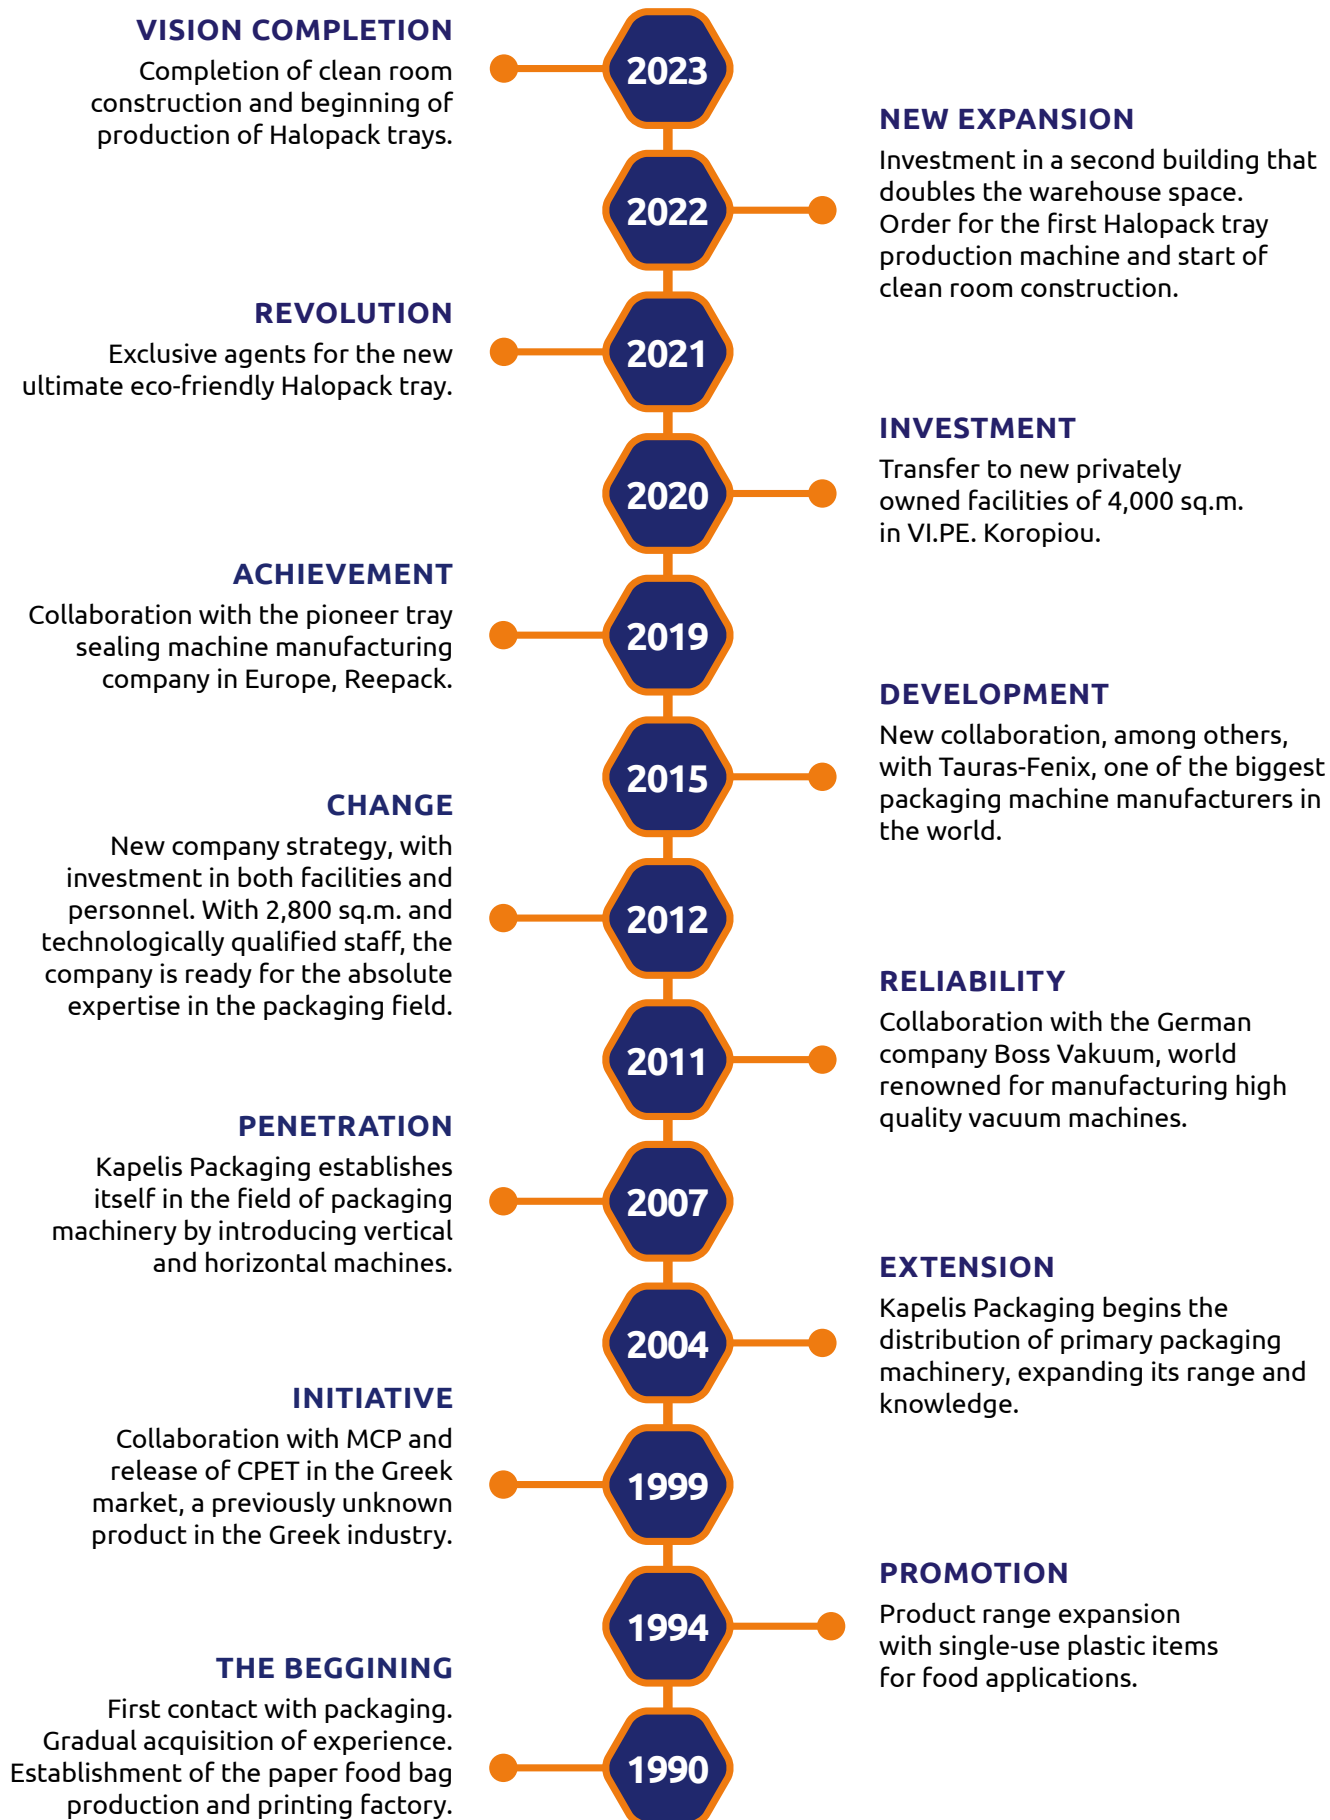 VISION COMPLETION
Completion of clean room
construction and beginning of
production of Halopack trays.
2023
NEW EXPANSION
Investment in a second building that
doubles the warehouse space.
Order for the first Halopack tray
production machine and start of
clean room construction.
2022
REVOLUTION
Exclusive agents for the new
ultimate eco-friendly Halopack tray.
2021
INVESTMENT
Transfer to new privately
owned facilities of 4,000 sq.m.
in VI.PE. Koropiou.
2020
ACHIEVEMENT
Collaboration with the pioneer tray
sealing machine manufacturing
company in Europe, Reepack.
2019
DEVELOPMENT
New collaboration, among others,
with Tauras-Fenix, one of the biggest
packaging machine manufacturers in
the world.
2015
CHANGE
New company strategy, with
investment in both facilities and
personnel. With 2,800 sq.m. and
technologically qualified staff, the
company is ready for the absolute
expertise in the packaging field.
2012
RELIABILITY
Collaboration with the German
company Boss Vakuum, world
renowned for manufacturing high
quality vacuum machines.
2011
PENETRATION
Kapelis Packaging establishes
itself in the field of packaging
machinery by introducing vertical
and horizontal machines.
2007
EXTENSION
Kapelis Packaging begins the
distribution of primary packaging
machinery, expanding its range and
knowledge.
2004
INITIATIVE
Collaboration with MCP and
release of CPET in the Greek
market, a previously unknown
product in the Greek industry.
1999
PROMOTION
Product range expansion
with single-use plastic items
for food applications.
1994
THE BEGGINING
First contact with packaging.
Gradual acquisition of experience.
Establishment of the paper food bag
production and printing factory.
1990